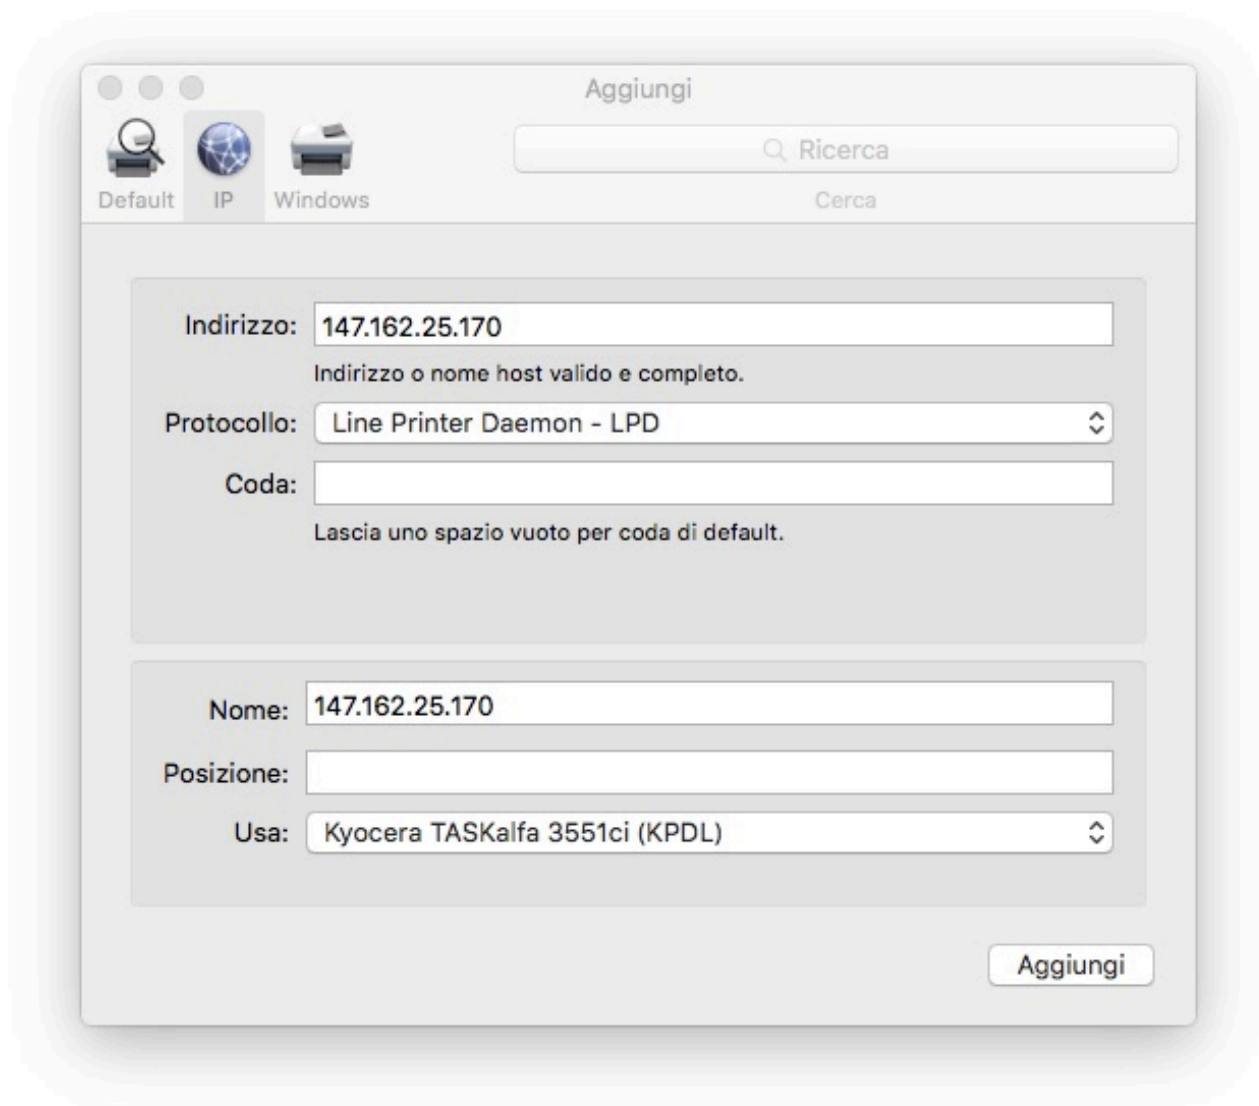 Aggiungi
Default IP Windows
Ricerca
Cerca
Indirizzo: 147.162.25.170
Indirizzo o nome host valido e completo.
Protocollo: Line Printer Daemon - LPD
Coda:
Lascia uno spazio vuoto per coda di default.
Nome: 147.162.25.170
Posizione:
Usa: Kyocera TASKalfa 3551ci (KPDL)
Aggiungi